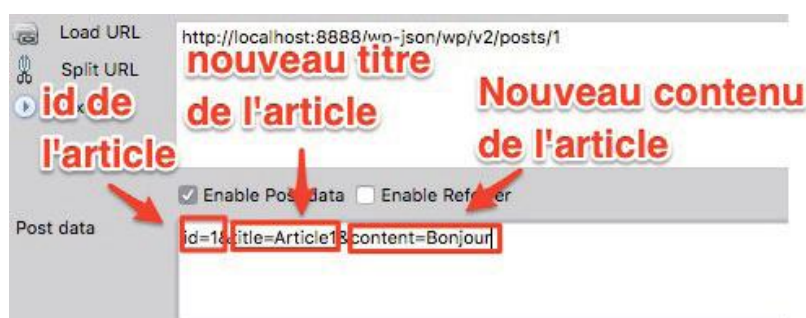 Load URL
http://localhost:8888/wp-json/wp/v2/posts/1
Split URL
nouveau titre
de l'article
id de
l'article
Nouveau contenu
de l'article
Enable Post data
Enable Referrer
Post data
id=1&title=Article1&content=Bonjour